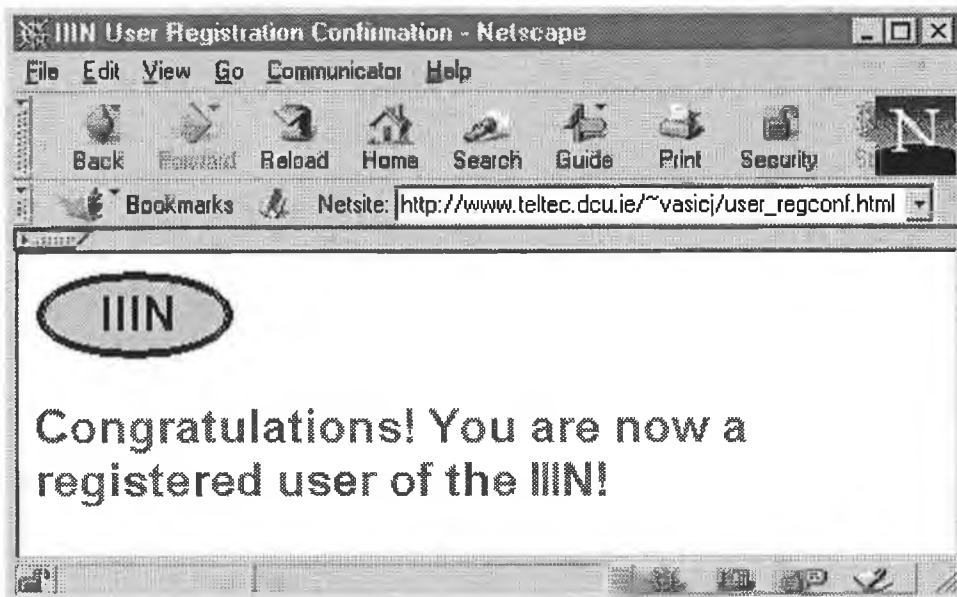 IIIN User Registration Confirmation - Netscape
File Edit View Go Communicator Help
Back Forward Reload Home Search Guide Print Security
N
Bookmarks Netsite: http://www.teltec.dcu.ie/~vasicj/user_regconf.html
IIIN
Congratulations! You are now a
registered user of the IIIN!